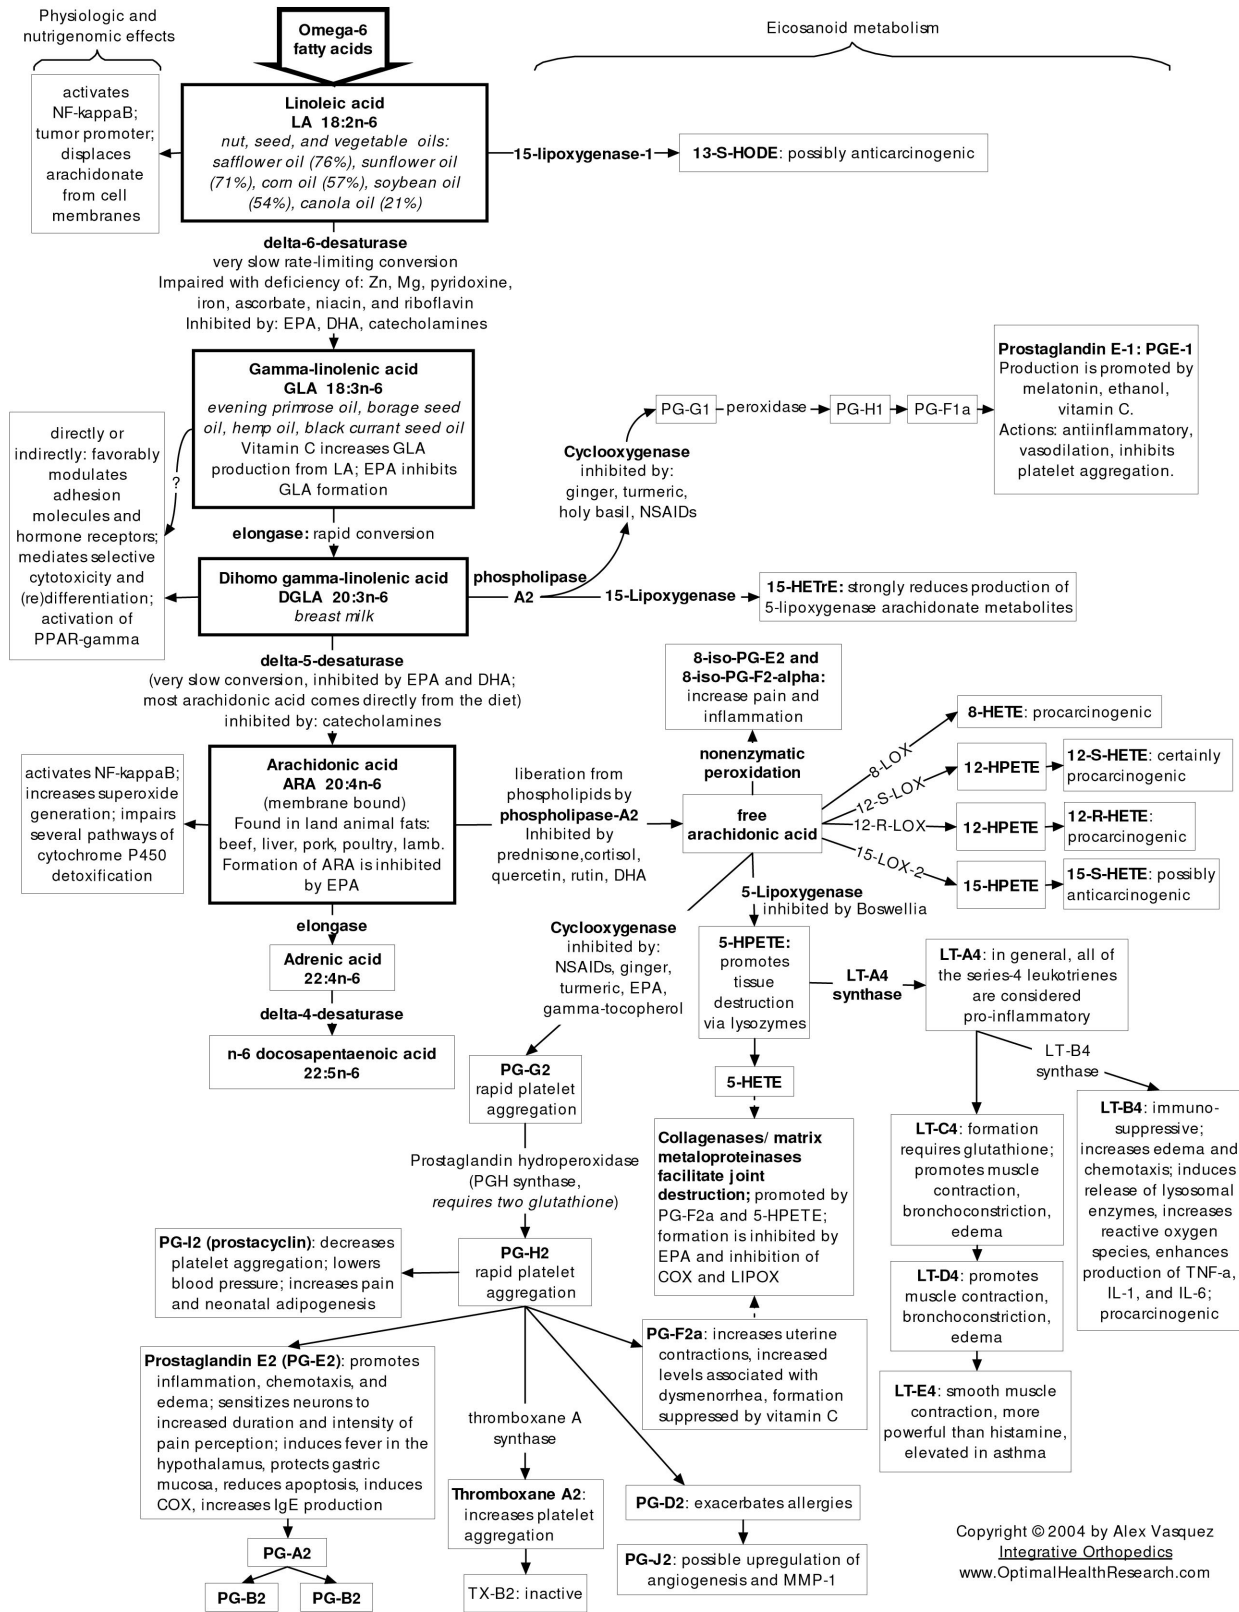 Physiologic and
nutrigenomic effects
Omega-6
fatty acids
Eicosanoid metabolism
activates
NF-kappaB;
tumor promoter;
displaces
arachidonate
from cell
membranes
Linoleic acid
LA 18:2n-6
nut, seed, and vegetable oils:
safflower oil (76%), sunflower oil
(71%), corn oil (57%), soybean oil
(54%), canola oil (21%)
15-lipoxygenase-1
13-S-HODE: possibly anticarcinogenic
delta-6-desaturase
very slow rate-limiting conversion
Impaired with deficiency of: Zn, Mg, pyridoxine,
iron, ascorbate, niacin, and riboflavin
Inhibited by: EPA, DHA, catecholamines
Gamma-linolenic acid
GLA 18:3n-6
evening primrose oil, borage seed
oil, hemp oil, black currant seed oil
Vitamin C increases GLA
production from LA; EPA inhibits
GLA formation
directly or
indirectly: favorably
modulates
adhesion
molecules and
hormone receptors;
mediates selective
cytotoxicity and
(re)differentiation;
activation of
PPAR-gamma
?
elongase: rapid conversion
Dihomo gamma-linolenic acid
DGLA 20:3n-6
breast milk
phospholipase
A2
Cyclooxygenase
inhibited by:
ginger, turmeric,
holy basil, NSAIDs
PG-G1
peroxidase
PG-H1
PG-F1a
Prostaglandin E-1: PGE-1
Production is promoted by
melatonin, ethanol,
vitamin C.
Actions: antiinflammatory,
vasodilation, inhibits
platelet aggregation.
15-Lipoxygenase
15-HETrE: strongly reduces production of
5-lipoxygenase arachidonate metabolites
delta-5-desaturase
(very slow conversion, inhibited by EPA and DHA;
most arachidonic acid comes directly from the diet)
inhibited by: catecholamines
Arachidonic acid
ARA 20:4n-6
(membrane bound)
Found in land animal fats:
beef, liver, pork, poultry, lamb.
Formation of ARA is inhibited
by EPA
activates NF-kappaB;
increases superoxide
generation; impairs
several pathways of
cytochrome P450
detoxification
liberation from
phospholipids by
phospholipase-A2
Inhibited by
prednisone,cortisol,
quercetin, rutin, DHA
8-iso-PG-E2 and
8-iso-PG-F2-alpha:
increase pain and
inflammation
nonenzymatic
peroxidation
free
arachidonic acid
8-LOX
8-HETE: procarcinogenic
12-S-LOX
12-HPETE
12-S-HETE: certainly
procarcinogenic
12-R-LOX
12-HPETE
12-R-HETE:
procarcinogenic
15-LOX-2
15-HPETE
15-S-HETE: possibly
anticarcinogenic
elongase
Adrenic acid
22:4n-6
delta-4-desaturase
n-6 docosapentaenoic acid
22:5n-6
Cyclooxygenase
inhibited by:
NSAIDs, ginger,
turmeric, EPA,
gamma-tocopherol
5-Lipoxygenase
inhibited by Boswellia
5-HPETE:
promotes
tissue
destruction
via lysozymes
LT-A4
synthase
LT-A4: in general, all of
the series-4 leukotrienes
are considered
pro-inflammatory
LT-B4
synthase
5-HETE
PG-G2
rapid platelet
aggregation
Prostaglandin hydroperoxidase
(PGH synthase,
requires two glutathione)
PG-H2
rapid platelet
aggregation
PG-I2 (prostacyclin): decreases
platelet aggregation; lowers
blood pressure; increases pain
and neonatal adipogenesis
Collagenases/ matrix
metaloproteinases
facilitate joint
destruction; promoted by
PG-F2a and 5-HPETE;
formation is inhibited by
EPA and inhibition of
COX and LIPOX
LT-C4: formation
requires glutathione;
promotes muscle
contraction,
bronchoconstriction,
edema
LT-B4: immuno-
suppressive;
increases edema and
chemotaxis; induces
release of lysosomal
enzymes, increases
reactive oxygen
species, enhances
production of TNF-a,
IL-1, and IL-6;
procarcinogenic
LT-D4: promotes
muscle contraction,
bronchoconstriction,
edema
LT-E4: smooth muscle
contraction, more
powerful than histamine,
elevated in asthma
Prostaglandin E2 (PG-E2): promotes
inflammation, chemotaxis, and
edema; sensitizes neurons to
increased duration and intensity of
pain perception; induces fever in the
hypothalamus, protects gastric
mucosa, reduces apoptosis, induces
COX, increases IgE production
PG-F2a: increases uterine
contractions, increased
levels associated with
dysmenorrhea, formation
suppressed by vitamin C
thromboxane A
synthase
Thromboxane A2:
increases platelet
aggregation
TX-B2: inactive
PG-D2: exacerbates allergies
PG-J2: possible upregulation of
angiogenesis and MMP-1
PG-A2
PG-B2
PG-B2
Copyright © 2004 by Alex Vasquez
Integrative Orthopedics
www.OptimalHealthResearch.com